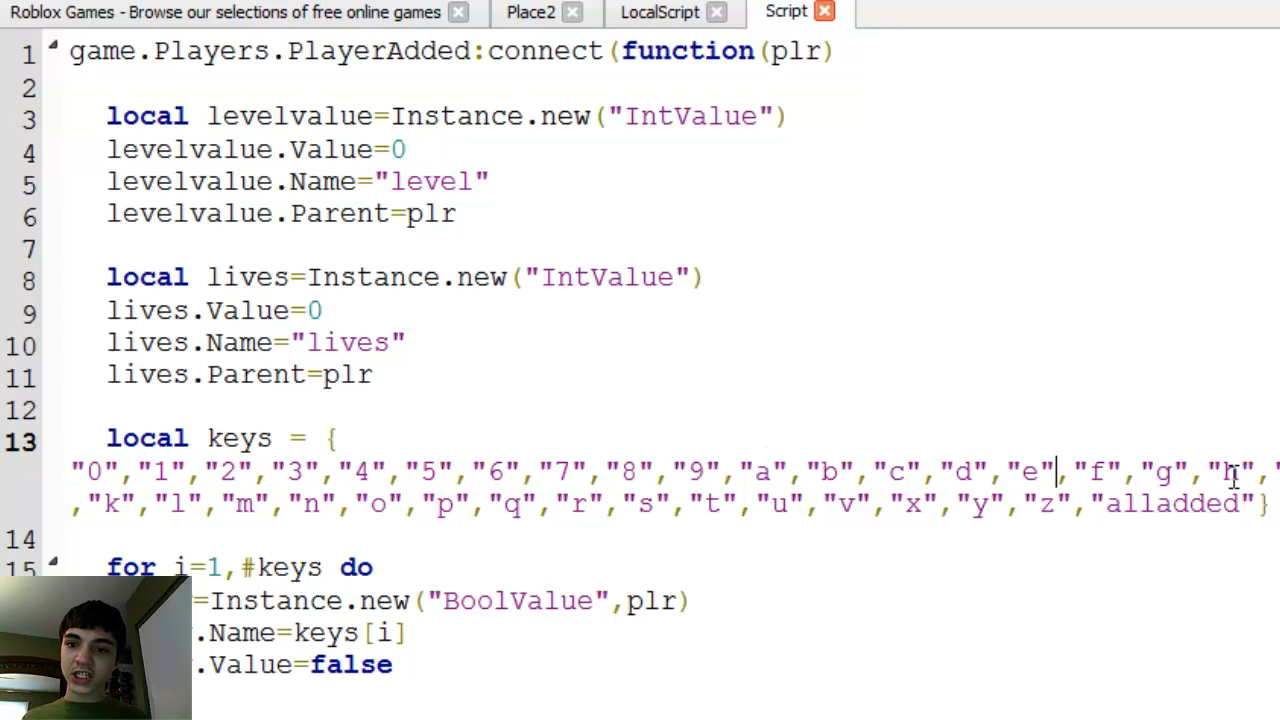 Roblox Games - Browse our selections of free online games
Place2
LocalScript
Script
1 game.Players.PlayerAdded:connect(function(plr)
2
3 local levelvalue=Instance.new("IntValue")
4 levelvalue.Value=0
5 levelvalue.Name="level"
6 levelvalue.Parent=plr
7
8 local lives=Instance.new("IntValue")
9 lives.Value=0
10 lives.Name="lives"
11 lives.Parent=plr
12
13 local keys = {
"0","1","2","3","4","5","6","7","8","9","a","b","c","d","e","f","g","h","
,"k","l","m","n","o","p","q","r","s","t","u","v","x","y","z","alladded"}
14
15 for i=1,#keys do
=Instance.new("BoolValue",plr)
.Name=keys[i]
.Value=false